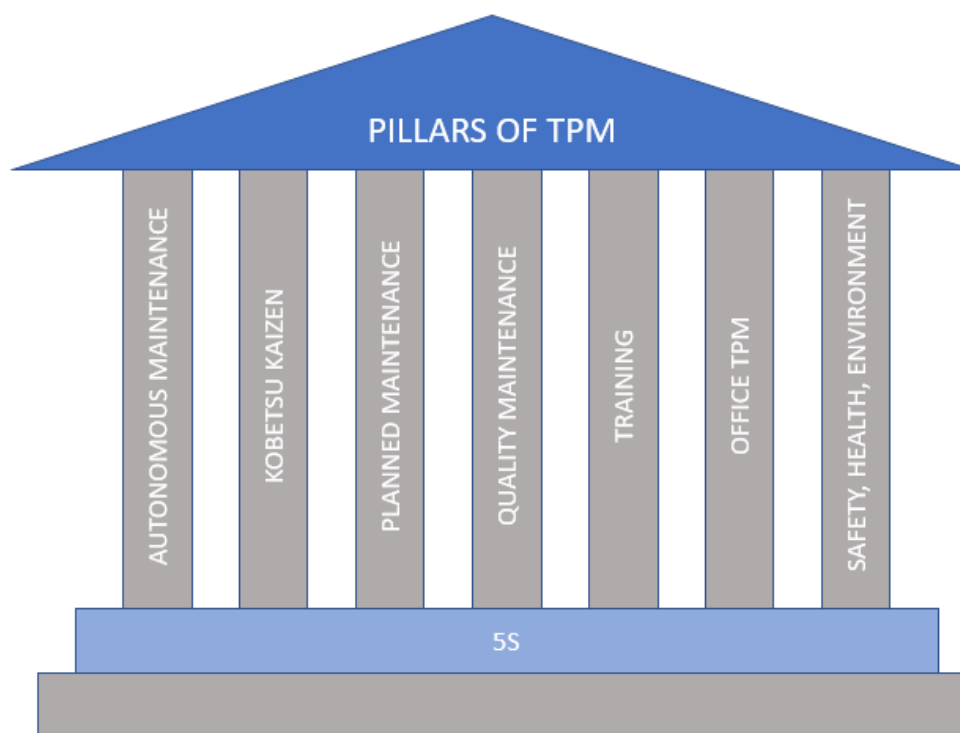 PILLARS OF TPM
AUTONOMOUS MAINTENANCE
KOBETSU KAIZEN
PLANNED MAINTENANCE
QUALITY MAINTENANCE
TRAINING
OFFICE TPM
SAFETY, HEALTH, ENVIRONMENT
5S